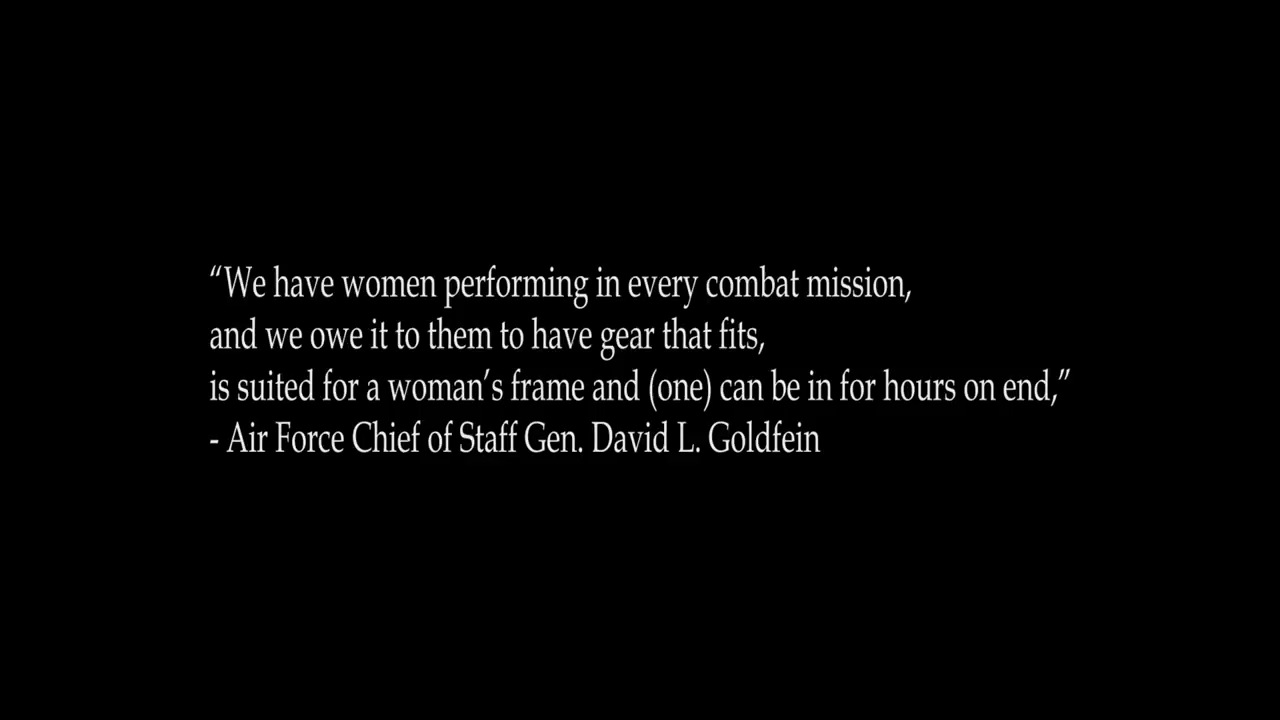 “We have women performing in every combat mission,
and we owe it to them to have gear that fits,
is suited for a woman’s frame and (one) can be in for hours on end,”
- Air Force Chief of Staff Gen. David L. Goldfein